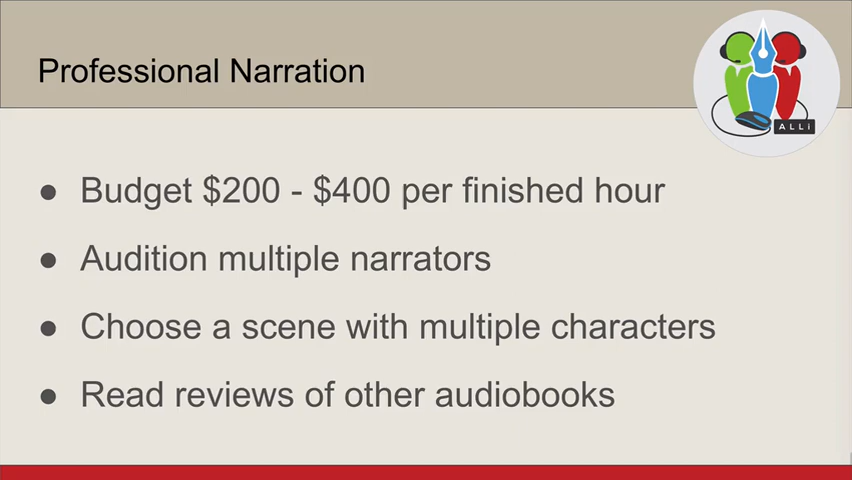 Professional Narration
ALLi
● Budget $200 - $400 per finished hour
● Audition multiple narrators
● Choose a scene with multiple characters
● Read reviews of other audiobooks